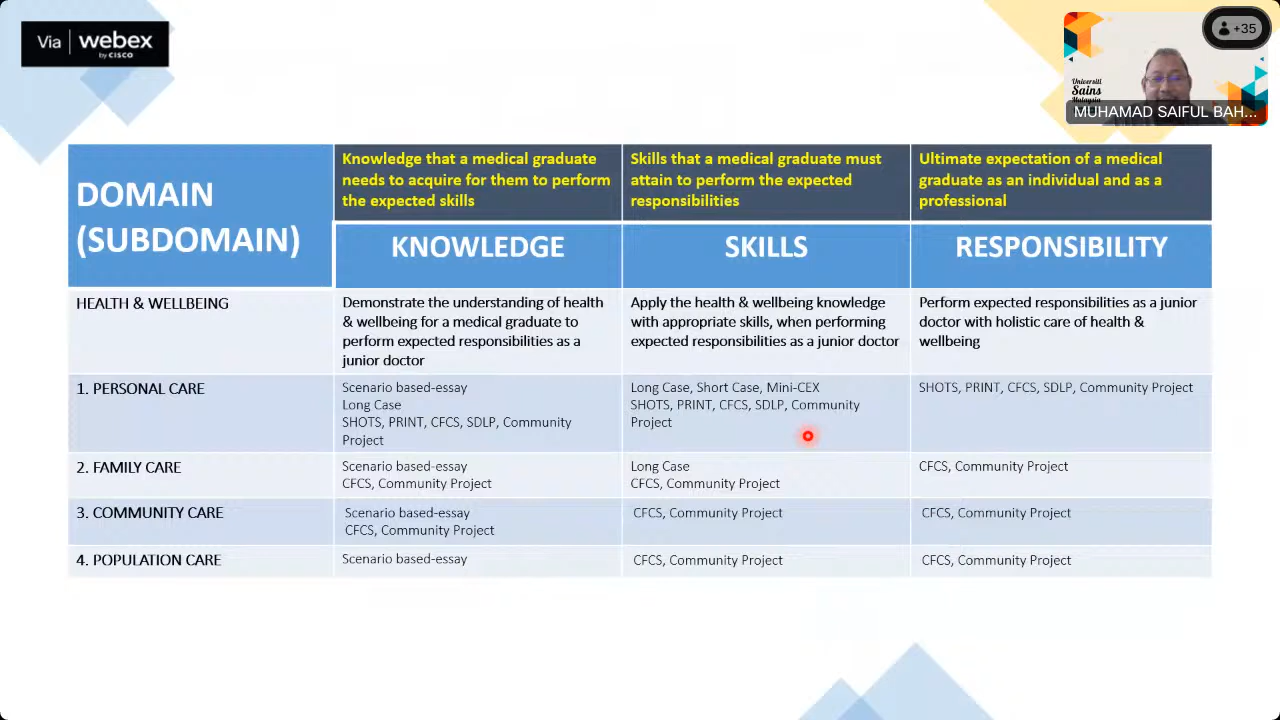 Via | webex
by CISCO
+35
Universiti
Sains
Malaysia
MUHAMAD SAIFUL BAH...
DOMAIN
(SUBDOMAIN)
Knowledge that a medical graduate
needs to acquire for them to perform
the expected skills
Skills that a medical graduate must
attain to perform the expected
responsibilities
Ultimate expectation of a medical
graduate as an individual and as a
professional
KNOWLEDGE
SKILLS
RESPONSIBILITY
HEALTH & WELLBEING
Demonstrate the understanding of health
& wellbeing for a medical graduate to
perform expected responsibilities as a
junior doctor
Apply the health & wellbeing knowledge
with appropriate skills, when performing
expected responsibilities as a junior doctor
Perform expected responsibilities as a junior
doctor with holistic care of health &
wellbeing
1. PERSONAL CARE
Scenario based-essay
Long Case
SHOTS, PRINT, CFCS, SDLP, Community
Project
Long Case, Short Case, Mini-CEX
SHOTS, PRINT, CFCS, SDLP, Community
Project
SHOTS, PRINT, CFCS, SDLP, Community Project
2. FAMILY CARE
Scenario based-essay
CFCS, Community Project
Long Case
CFCS, Community Project
CFCS, Community Project
3. COMMUNITY CARE
Scenario based-essay
CFCS, Community Project
CFCS, Community Project
CFCS, Community Project
4. POPULATION CARE
Scenario based-essay
CFCS, Community Project
CFCS, Community Project